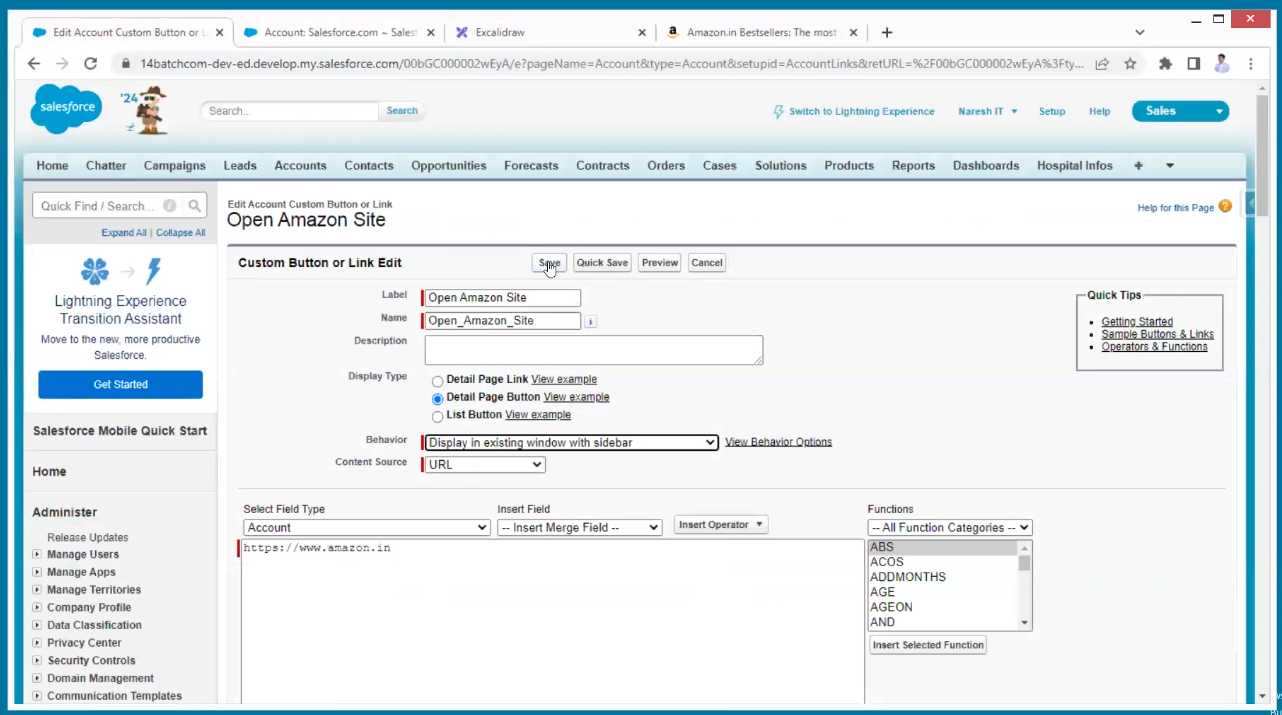 Edit Account Custom Button or L
Account: Salesforce.com ~ Sales
Excalidraw
Amazon.in Bestsellers: The most
14batchcom-dev-ed.develop.my.salesforce.com/00bGC000002wEyA/e?pageName=Account&type=Account&setupid=AccountLinks&retURL=%2F00bGC000002wEyA%3Fty...
salesforce
'24
Search...
Search
Switch to Lightning Experience
Naresh IT
Setup
Help
Sales
Home
Chatter
Campaigns
Leads
Accounts
Contacts
Opportunities
Forecasts
Contracts
Orders
Cases
Solutions
Products
Reports
Dashboards
Hospital Infos
Quick Find / Search...
Expand All | Collapse All
Lightning Experience
Transition Assistant
Move to the new, more productive
Salesforce.
Get Started
Salesforce Mobile Quick Start
Home
Administer
Release Updates
Manage Users
Manage Apps
Manage Territories
Company Profile
Data Classification
Privacy Center
Security Controls
Domain Management
Communication Templates
Edit Account Custom Button or Link
Open Amazon Site
Help for this Page
Custom Button or Link Edit
Save
Quick Save
Preview
Cancel
Label
Open Amazon Site
Name
Open_Amazon_Site
Description
Display Type
Detail Page Link View example
Detail Page Button View example
List Button View example
Behavior
Display in existing window with sidebar
View Behavior Options
Content Source
URL
Quick Tips
Getting Started
Sample Buttons & Links
Operators & Functions
Select Field Type
Account
Insert Field
-- Insert Merge Field --
Insert Operator
Functions
-- All Function Categories --
https://www.amazon.in
ABS
ACOS
ADDMONTHS
AGE
AGEON
AND
Insert Selected Function